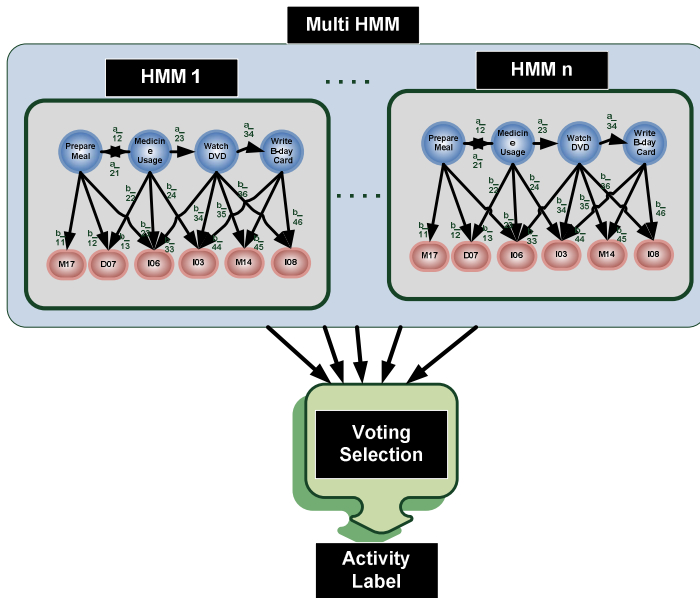 Multi HMM
HMM 1
. . . .
HMM n
a_
12
a_
23
a_
34
Prepare
Meal
Medicin
e
Usage
Watch
DVD
Write
B-day
Card
a_
21
b_
22
b_
24
b_
36
b_
34
b_
35
b_
46
b_
11
b_
12
b_
13
33
44
b_
45
M17
D07
I06
I03
M14
I08
. . . .
a_
12
a_
23
a_
34
Prepare
Meal
Medicin
e
Usage
Watch
DVD
Write
B-day
Card
a_
21
b_
22
b_
24
b_
36
b_
34
b_
35
b_
46
b_
11
b_
12
b_
13
33
44
b_
45
M17
D07
I06
I03
M14
I08
Voting
Selection
Activity
Label